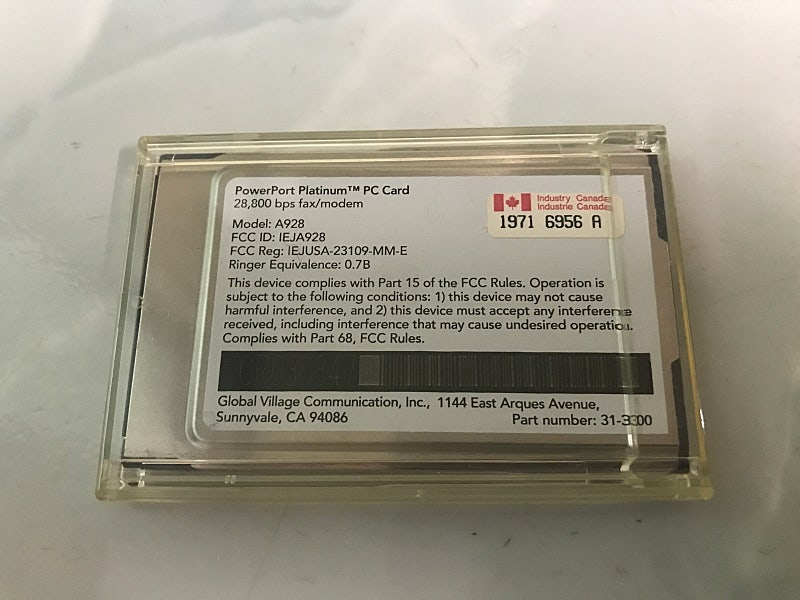 PowerPort Platinum™ PC Card
28,800 bps fax/modem
Industry Canada
Industrie Canada
1971 6956 A
Model: A928
FCC ID: IEJA928
FCC Reg: IEJUSA-23109-MM-E
Ringer Equivalence: 0.7B
This device complies with Part 15 of the FCC Rules. Operation is
subject to the following conditions: 1) this device may not cause
harmful interference, and 2) this device must accept any interference
received, including interference that may cause undesired operation.
Complies with Part 68, FCC Rules.
Global Village Communication, Inc., 1144 East Arques Avenue,
Sunnyvale, CA 94086
Part number: